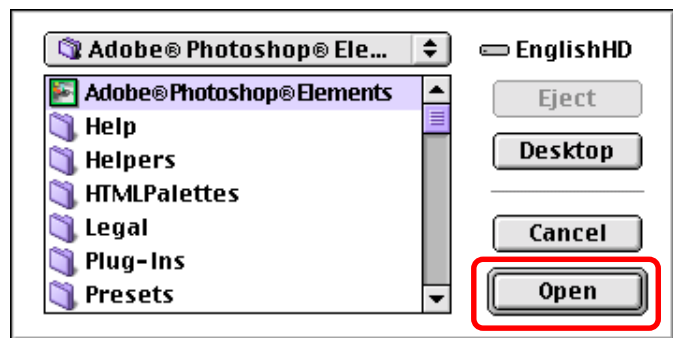 Adobe® Photoshop® Ele...
EnglishHD
Adobe®Photoshop®Elements
Help
Helpers
HTMLPalettes
Legal
Plug-Ins
Presets
Eject
Desktop
Cancel
Open